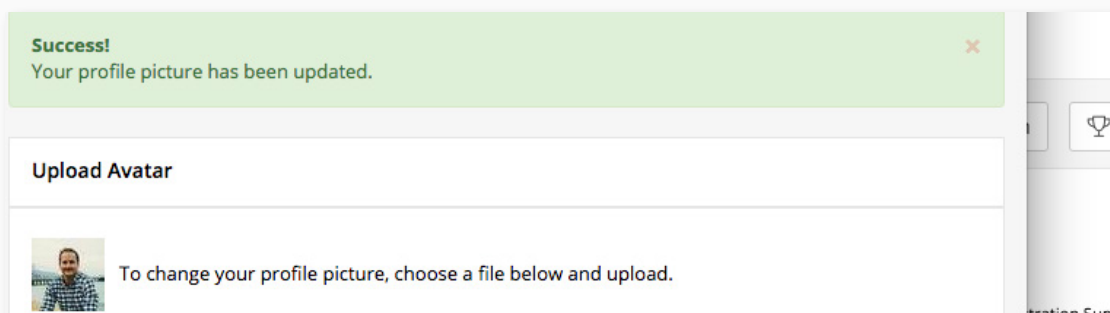 Success!
Your profile picture has been updated.
Upload Avatar
To change your profile picture, choose a file below and upload.